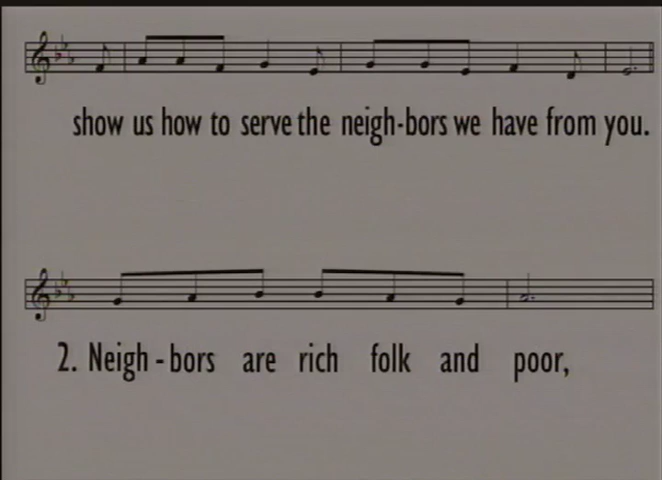 show us how to serve the neigh-bors we have from you.
2. Neigh - bors are rich folk and poor,